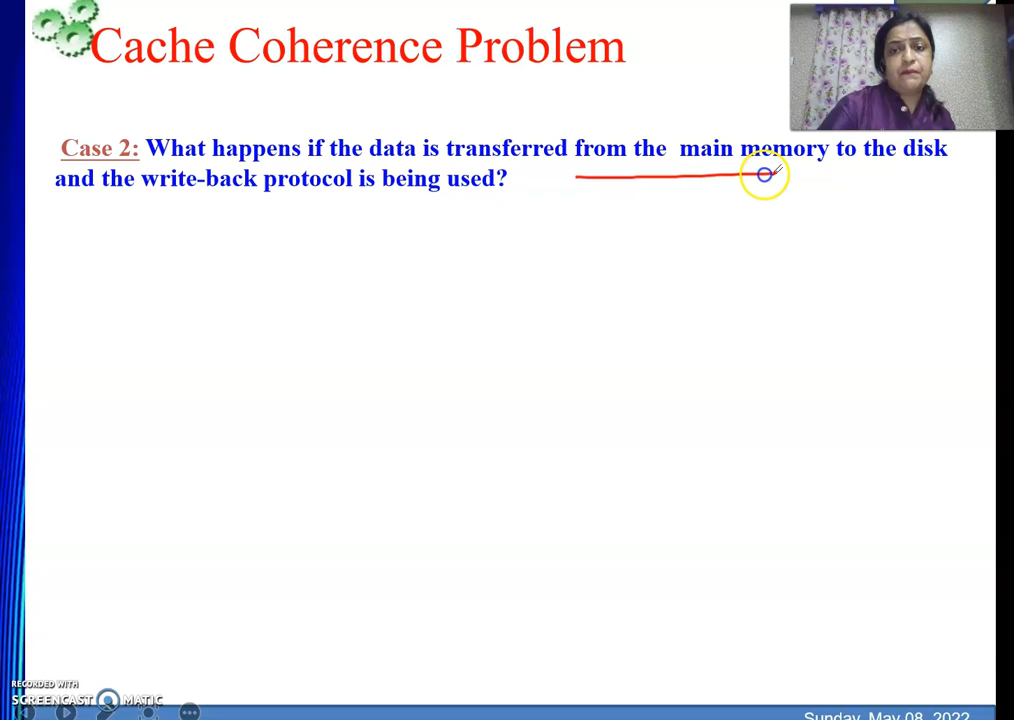 Cache Coherence Problem
Case 2: What happens if the data is transferred from the main memory to the disk
and the write-back protocol is being used?
RECORDED WITH
SCREENCAST MATIC
Sunday, May 08, 2022